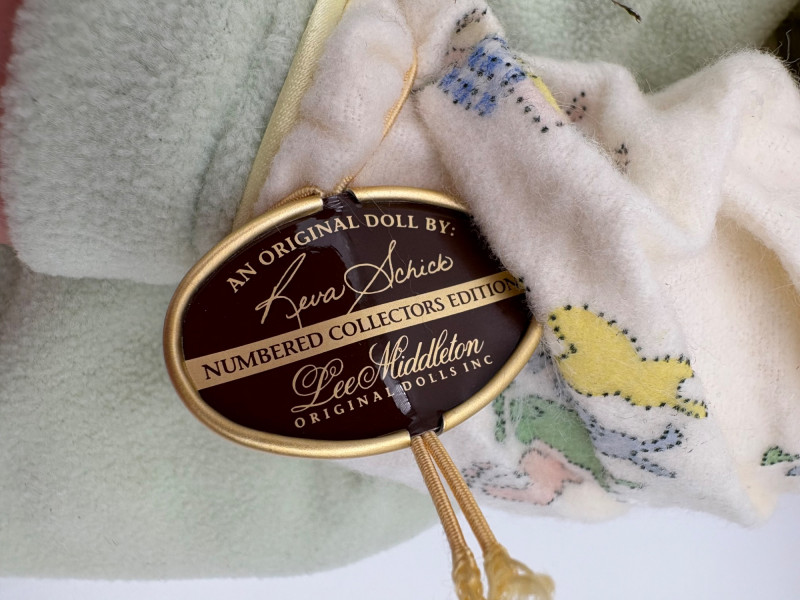 AN ORIGINAL DOLL BY:
Reva Schick
NUMBERED COLLECTORS EDITION
Lee Middleton
ORIGINAL DOLLS INC